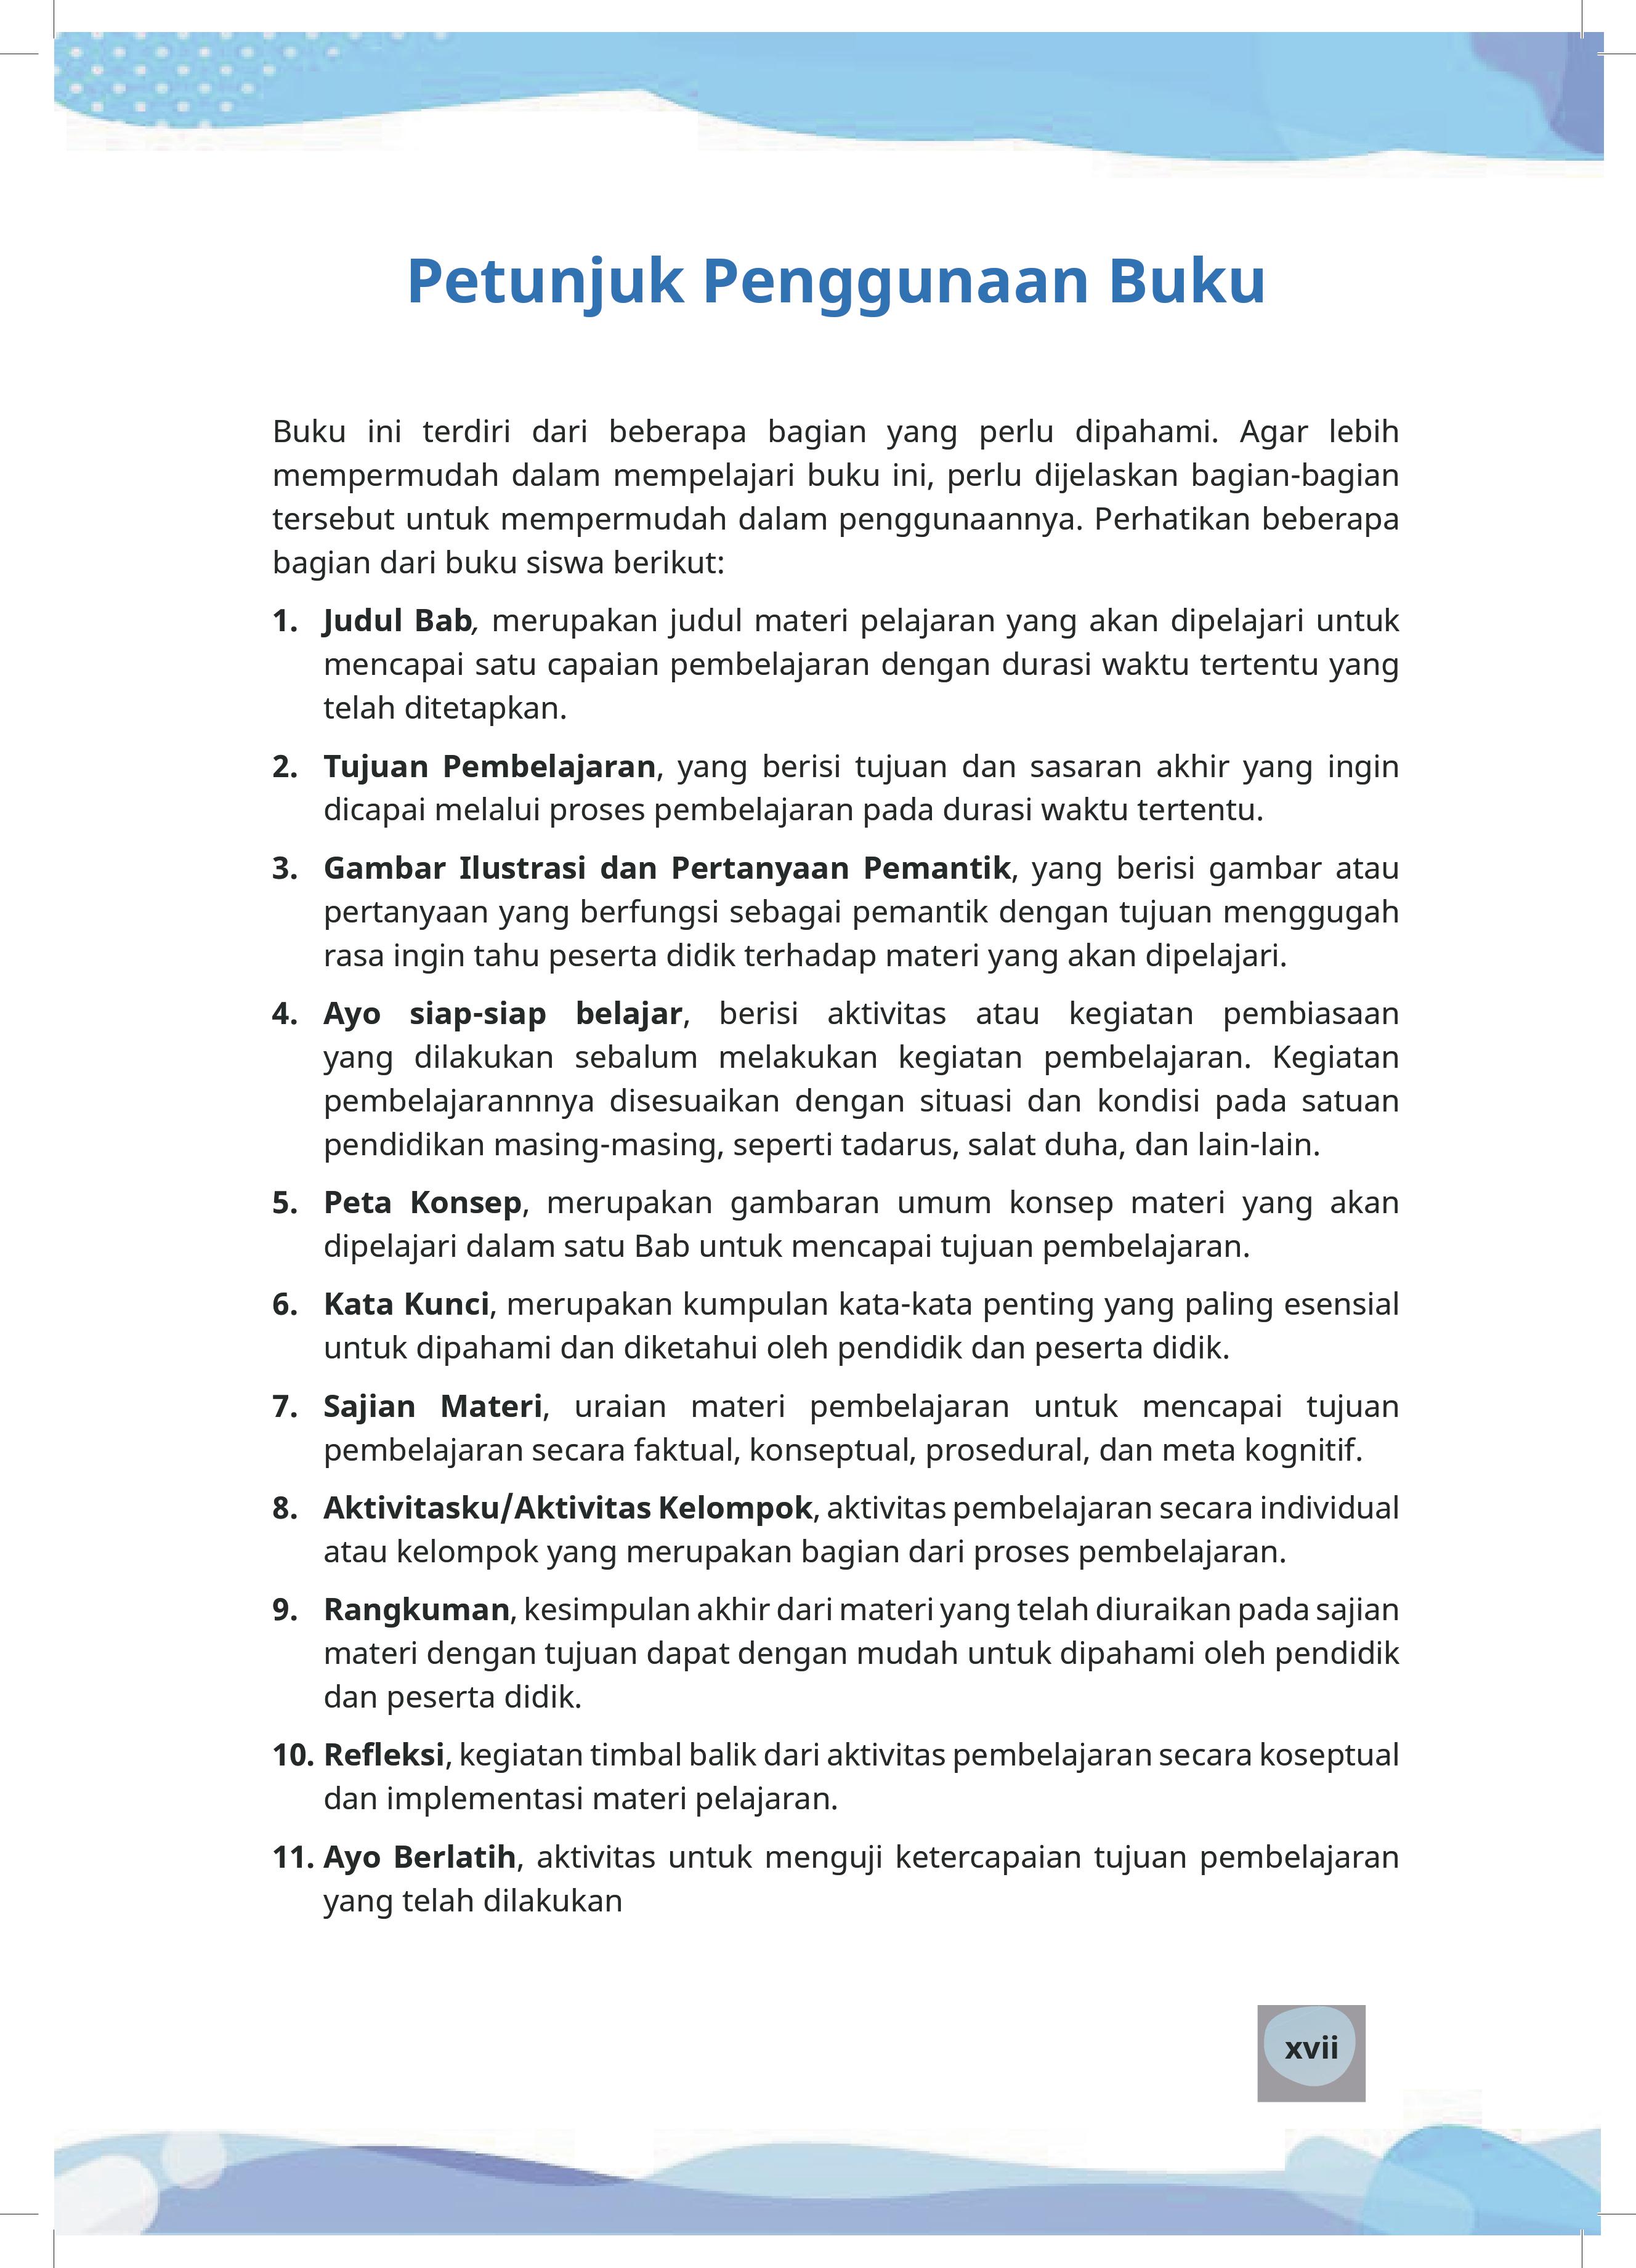 Petunjuk Penggunaan Buku
Buku ini terdiri dari beberapa bagian yang perlu dipahami. Agar lebih
mempermudah dalam mempelajari buku ini, perlu dijelaskan bagian-bagian
tersebut untuk mempermudah dalam penggunaannya. Perhatikan beberapa
bagian dari buku siswa berikut:
1. Judul Bab, merupakan judul materi pelajaran yang akan dipelajari untuk
mencapai satu capaian pembelajaran dengan durasi waktu tertentu yang
telah ditetapkan.
2. Tujuan Pembelajaran, yang berisi tujuan dan sasaran akhir yang ingin
dicapai melalui proses pembelajaran pada durasi waktu tertentu.
3. Gambar Ilustrasi dan Pertanyaan Pemantik, yang berisi gambar atau
pertanyaan yang berfungsi sebagai pemantik dengan tujuan menggugah
rasa ingin tahu peserta didik terhadap materi yang akan dipelajari.
4. Ayo siap-siap belajar, berisi aktivitas atau kegiatan pembiasaan
yang dilakukan sebalum melakukan kegiatan pembelajaran. Kegiatan
pembelajarannnya disesuaikan dengan situasi dan kondisi pada satuan
pendidikan masing-masing, seperti tadarus, salat duha, dan lain-lain.
5. Peta Konsep, merupakan gambaran umum konsep materi yang akan
dipelajari dalam satu Bab untuk mencapai tujuan pembelajaran.
6. Kata Kunci, merupakan kumpulan kata-kata penting yang paling esensial
untuk dipahami dan diketahui oleh pendidik dan peserta didik.
7. Sajian Materi, uraian materi pembelajaran untuk mencapai tujuan
pembelajaran secara faktual, konseptual, prosedural, dan meta kognitif.
8. Aktivitasku/Aktivitas Kelompok, aktivitas pembelajaran secara individual
atau kelompok yang merupakan bagian dari proses pembelajaran.
9. Rangkuman, kesimpulan akhir dari materi yang telah diuraikan pada sajian
materi dengan tujuan dapat dengan mudah untuk dipahami oleh pendidik
dan peserta didik.
10. Refleksi, kegiatan timbal balik dari aktivitas pembelajaran secara koseptual
dan implementasi materi pelajaran.
11. Ayo Berlatih, aktivitas untuk menguji ketercapaian tujuan pembelajaran
yang telah dilakukan
xvii